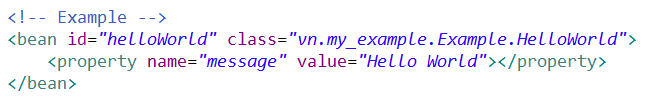 <!-- Example -->
<bean id="helloWorld" class="vn.my_example.Example.HelloWorld">
    <property name="message" value="Hello World"></property>
</bean>